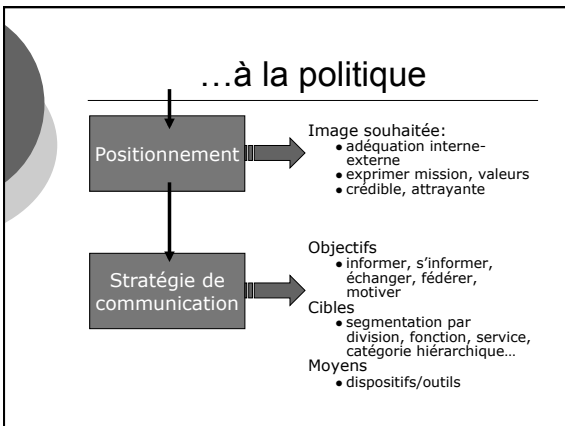 …à la politique
Positionnement
Image souhaitée:
● adéquation interne-
externe
● exprimer mission, valeurs
● crédible, attrayante
Stratégie de
communication
Objectifs
● informer, s’informer,
échanger, fédérer,
motiver
Cibles
● segmentation par
division, fonction, service,
catégorie hiérarchique…
Moyens
● dispositifs/outils